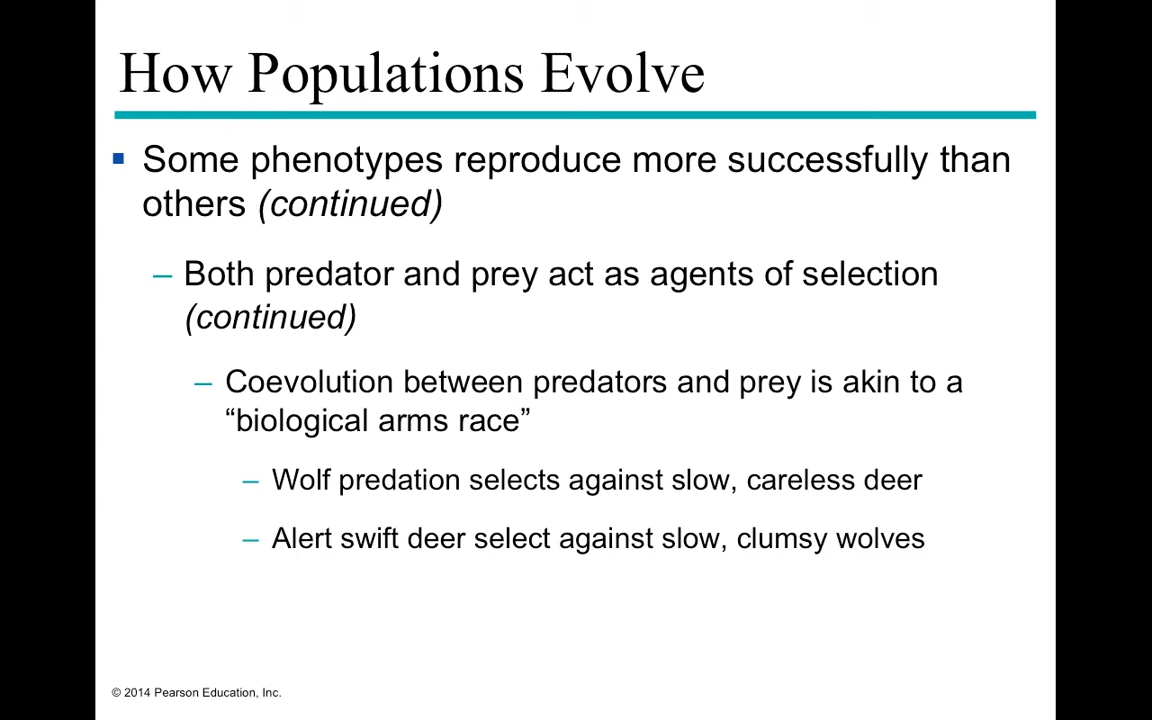 How Populations Evolve
▪ Some phenotypes reproduce more successfully than
others (continued)
– Both predator and prey act as agents of selection
(continued)
– Coevolution between predators and prey is akin to a
“biological arms race”
– Wolf predation selects against slow, careless deer
– Alert swift deer select against slow, clumsy wolves
© 2014 Pearson Education, Inc.